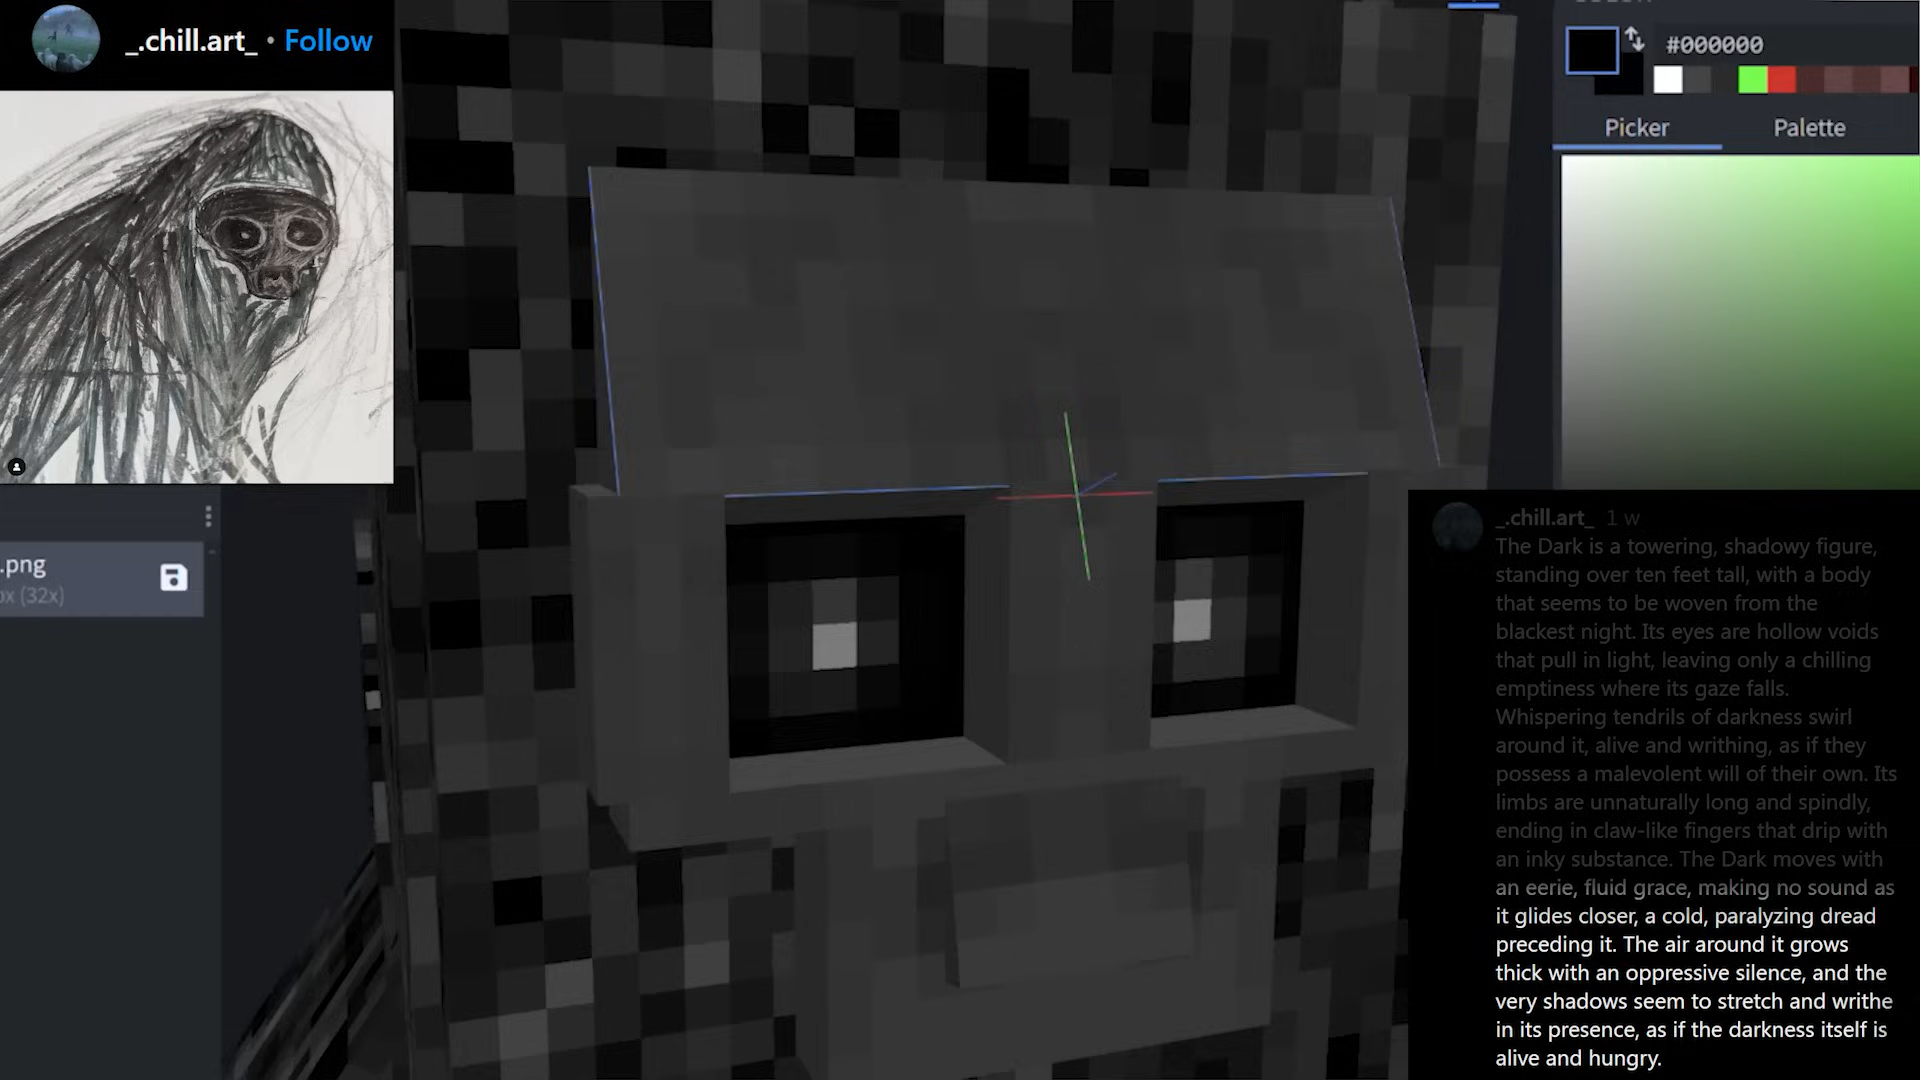 _.chill.art_ • Follow
#000000
Picker Palette
.png
(32x)
_.chill.art_ 1 w
The Dark is a towering, shadowy figure,
standing over ten feet tall, with a body
that seems to be woven from the
blackest night. Its eyes are hollow voids
that pull in light, leaving only a chilling
emptiness where its gaze falls.
Whispering tendrils of darkness swirl
around it, alive and writhing, as if they
possess a malevolent will of their own. Its
limbs are unnaturally long and spindly,
ending in claw-like fingers that drip with
an inky substance. The Dark moves with
an eerie, fluid grace, making no sound as
it glides closer, a cold, paralyzing dread
preceding it. The air around it grows
thick with an oppressive silence, and the
very shadows seem to stretch and writhe
in its presence, as if the darkness itself is
alive and hungry.